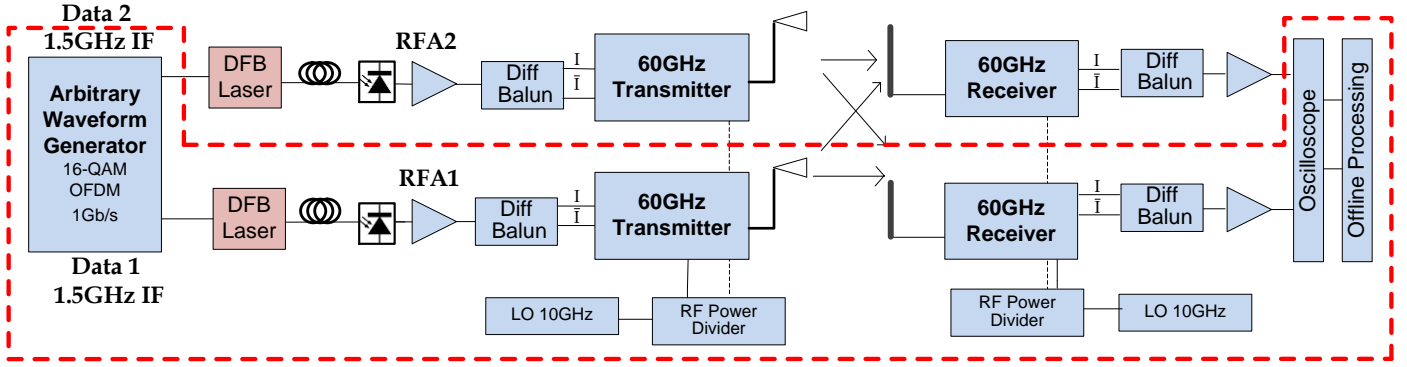 Data 2
1.5GHz IF
Arbitrary
Waveform
Generator
16-QAM
OFDM
1Gb/s
Data 1
1.5GHz IF
DFB
Laser
RFA2
Diff
Balun
I
Ī
60GHz
Transmitter
60GHz
Receiver
I
Ī
Diff
Balun
DFB
Laser
RFA1
Diff
Balun
I
Ī
60GHz
Transmitter
60GHz
Receiver
I
Ī
Diff
Balun
Oscilloscope
Offline Processing
LO 10GHz
RF Power
Divider
RF Power
Divider
LO 10GHz